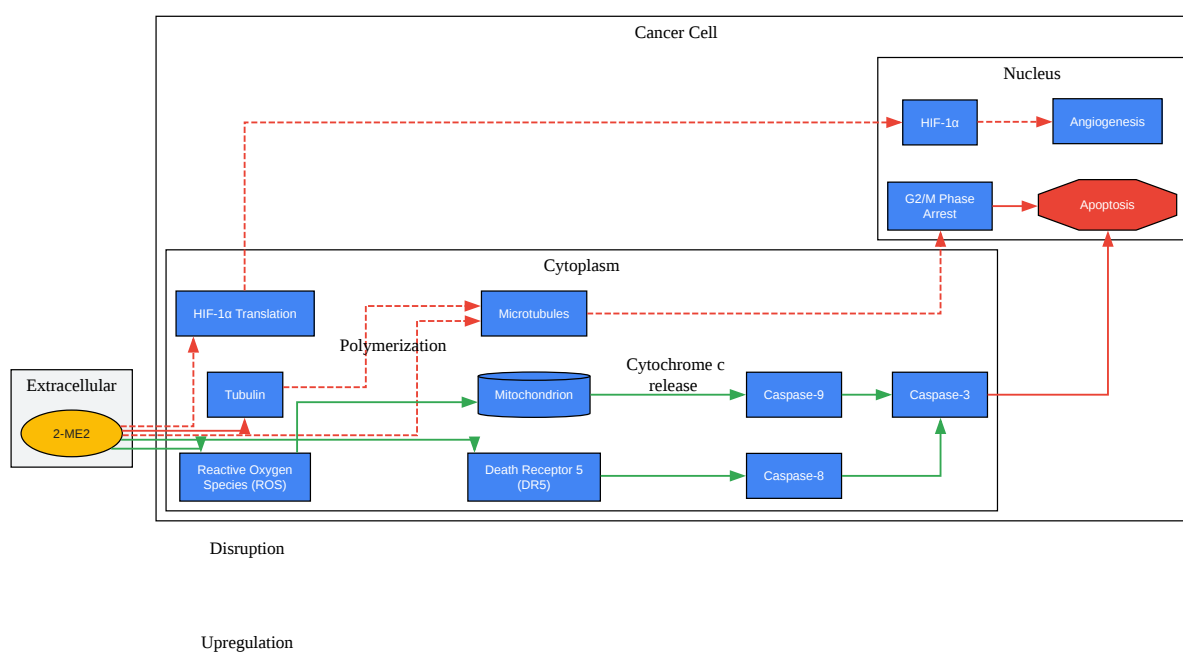 Cancer Cell
Nucleus
HIF-1α
Angiogenesis
G2/M Phase
Arrest
Apoptosis
Cytoplasm
HIF-1α Translation
Microtubules
Polymerization
Extracellular
2-ME2
Tubulin
Mitochondrion
Cytochrome c
release
Caspase-9
Caspase-3
Reactive Oxygen
Species (ROS)
Death Receptor 5
(DR5)
Caspase-8
Disruption
Upregulation